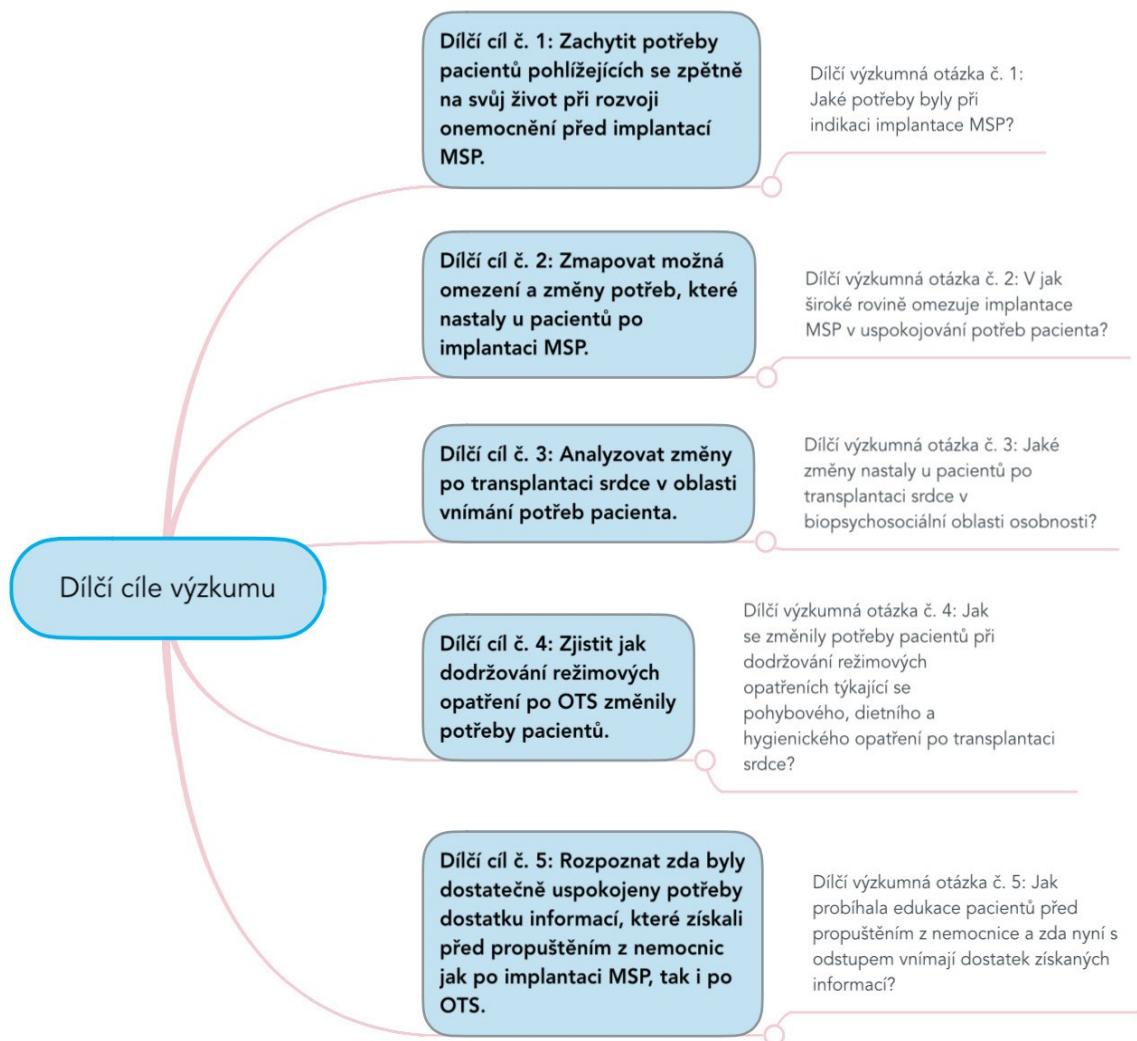 Dílčí cíl č. 1: Zachytit potřeby
pacientů pohlížejících se zpětně
na svůj život při rozvoji
onemocnění před implantací
MSP.
Dílčí výzkumná otázka č. 1:
Jaké potřeby byly při
indikaci implantace MSP?
Dílčí cíl č. 2: Zmapovat možná
omezení a změny potřeb, které
nastaly u pacientů po
implantaci MSP.
Dílčí výzkumná otázka č. 2: V jak
široké rovině omezuje implantace
MSP v uspokojování potřeb pacienta?
Dílčí cíl č. 3: Analyzovat změny
po transplantaci srdce v oblasti
vnímání potřeb pacienta.
Dílčí výzkumná otázka č. 3: Jaké
změny nastaly u pacientů po
transplantaci srdce v
biopsychosociální oblasti osobnosti?
Dílčí cíle výzkumu
Dílčí cíl č. 4: Zjistit jak
dodržování režimových
opatření po OTS změnily
potřeby pacientů.
Dílčí výzkumná otázka č. 4: Jak
se změnily potřeby pacientů při
dodržování režimových
opatřeních týkající se
pohybového, dietního a
hygienického opatření po transplantaci
srdce?
Dílčí cíl č. 5: Rozpoznat zda byly
dostatečně uspokojeny potřeby
dostatku informací, které získali
před propuštěním z nemocnic
jak po implantaci MSP, tak i po
OTS.
Dílčí výzkumná otázka č. 5: Jak
probíhala edukace pacientů před
propuštěním z nemocnice a zda nyní s
odstupem vnímají dostatek získaných
informací?